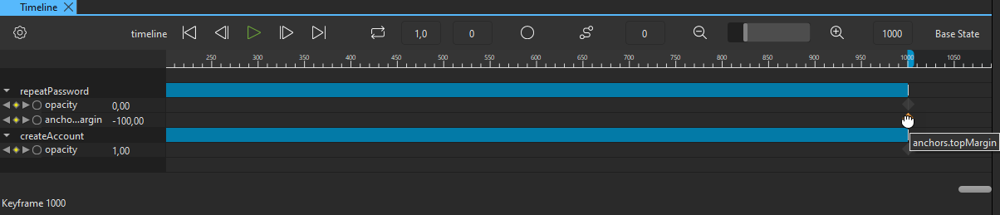 Timeline
timeline 1,0 0 0 1000 Base State
250 300 350 400 450 500 550 600 650 700 750 800 850 900 950 1000 1050
repeatPassword
opacity 0,00
ancho...argin -100,00
createAccount
anchors.topMargin
opacity 1,00
Keyframe 1000